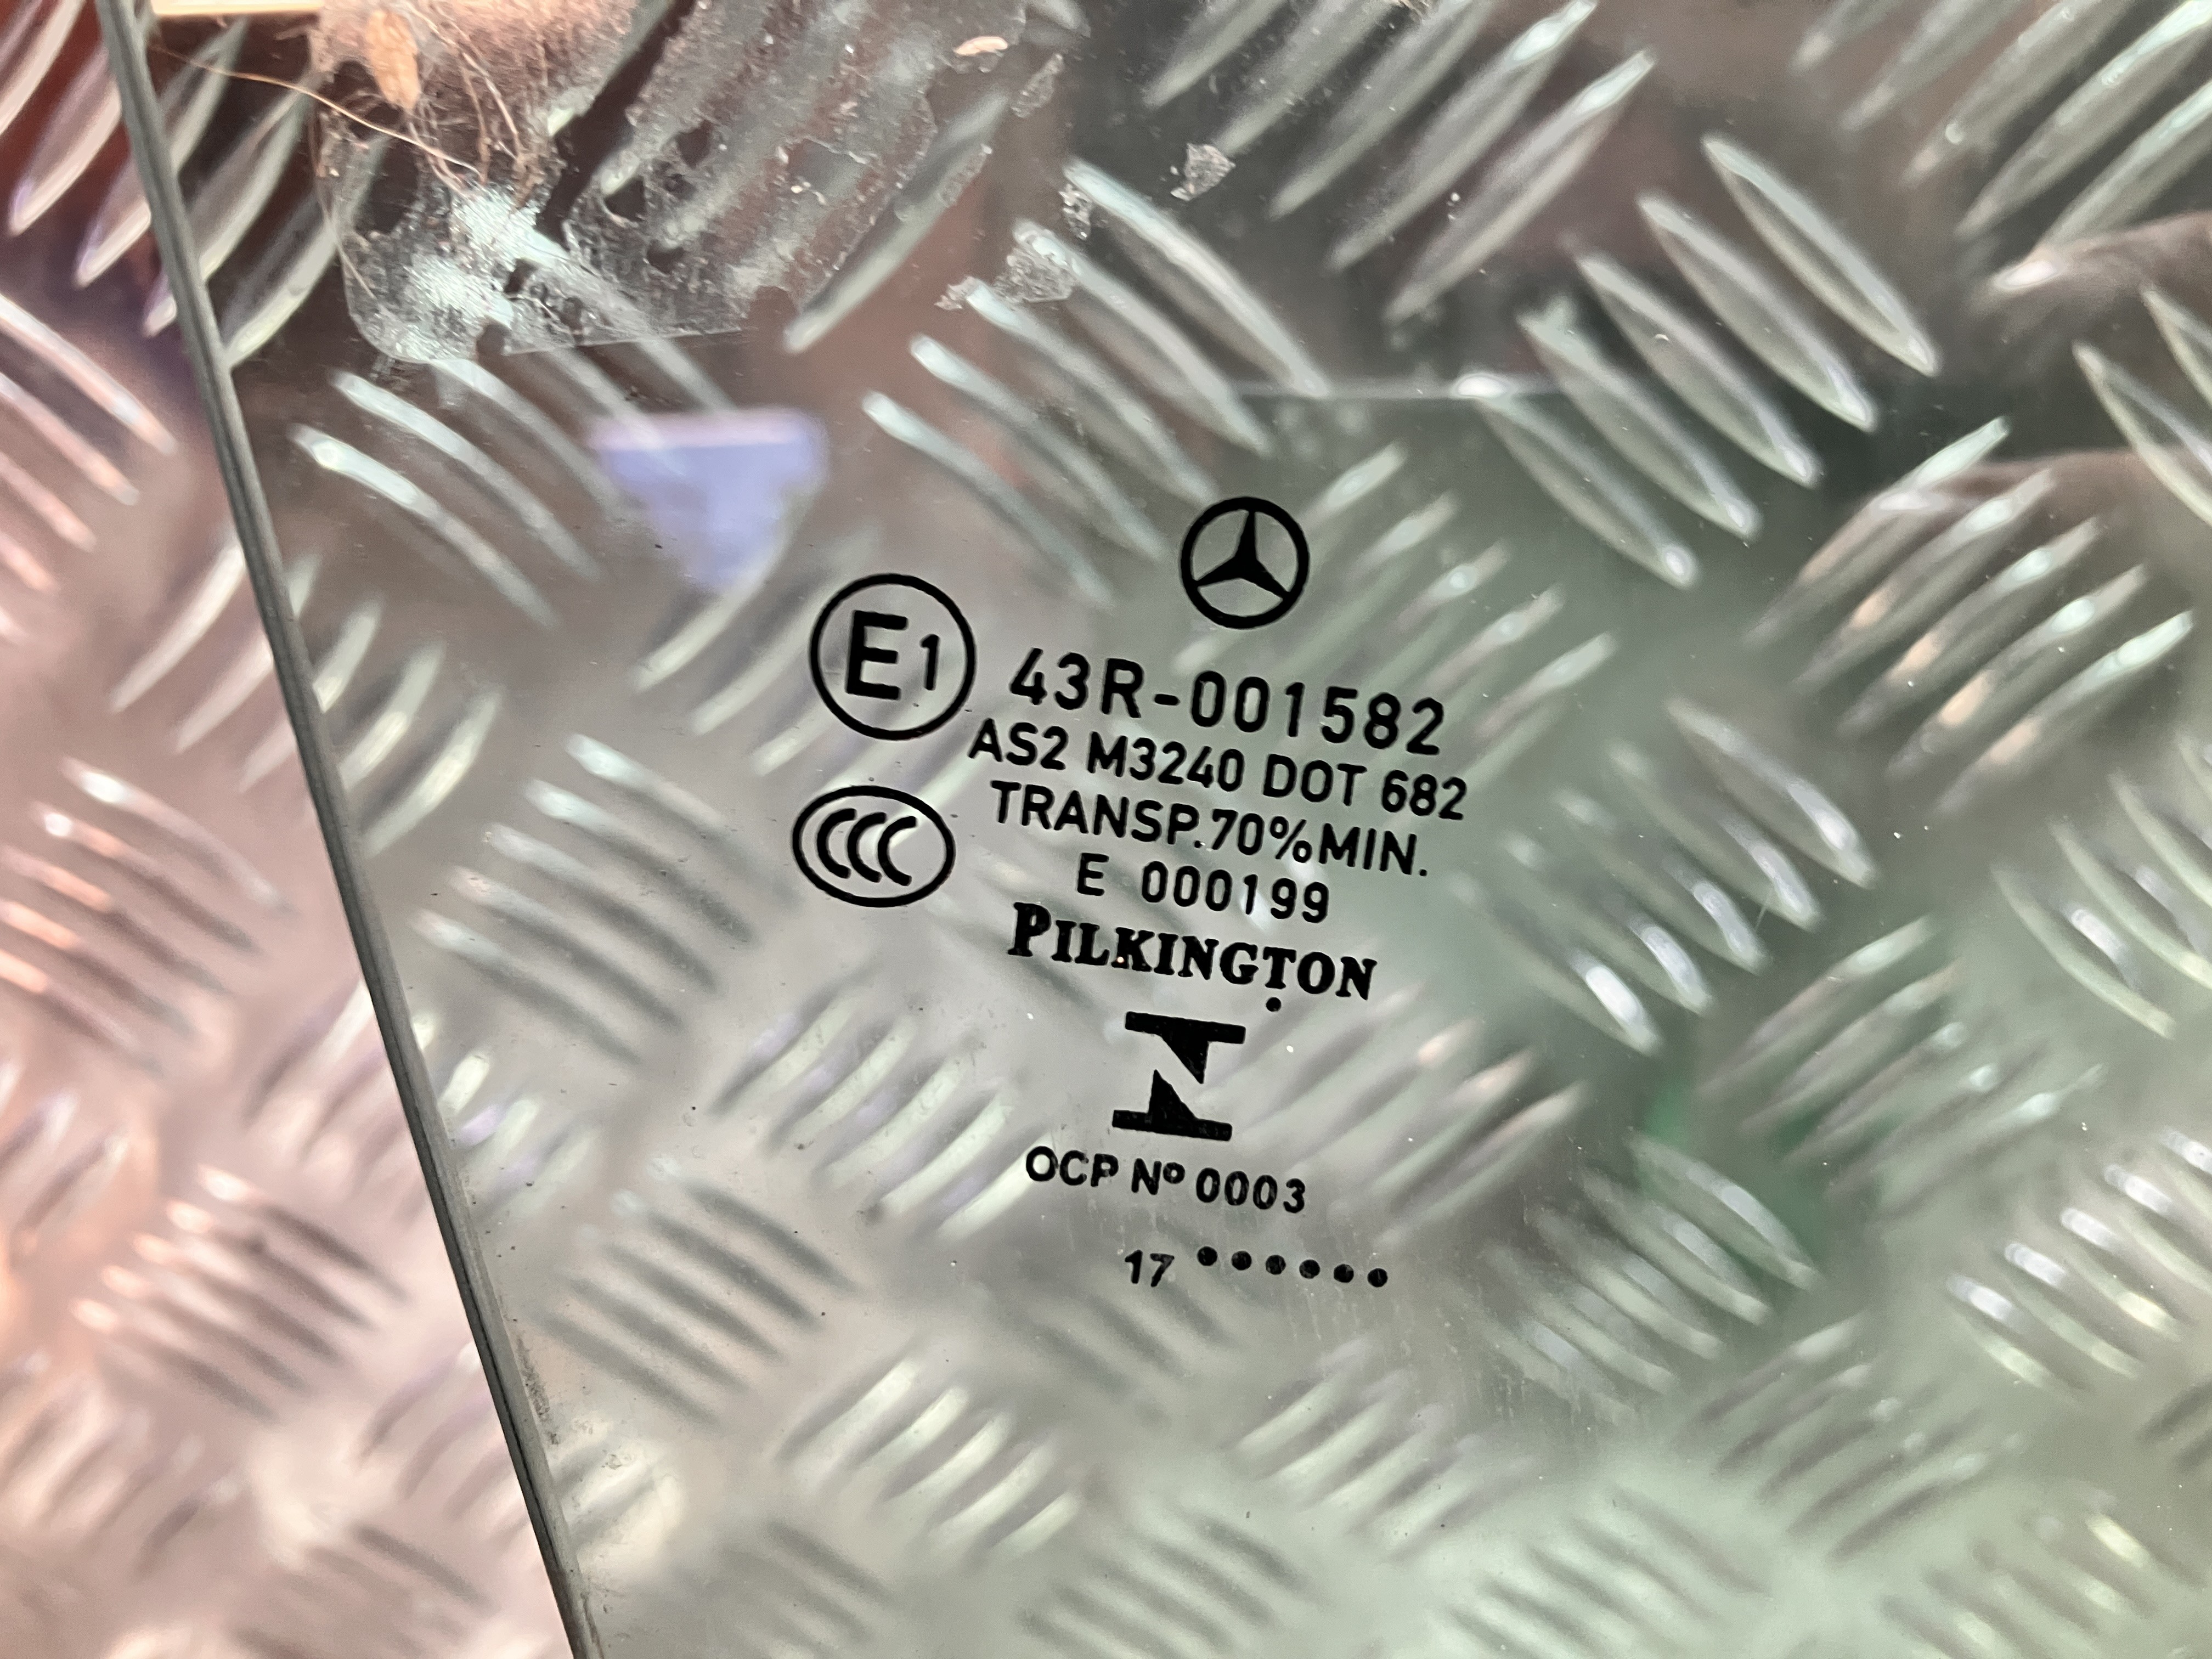 E1 43R-001582
AS2 M3240 DOT 682
TRANSP.70%MIN.
CCC
E 000199
PILKINGTON
OCP Nº 0003
17 ••••••